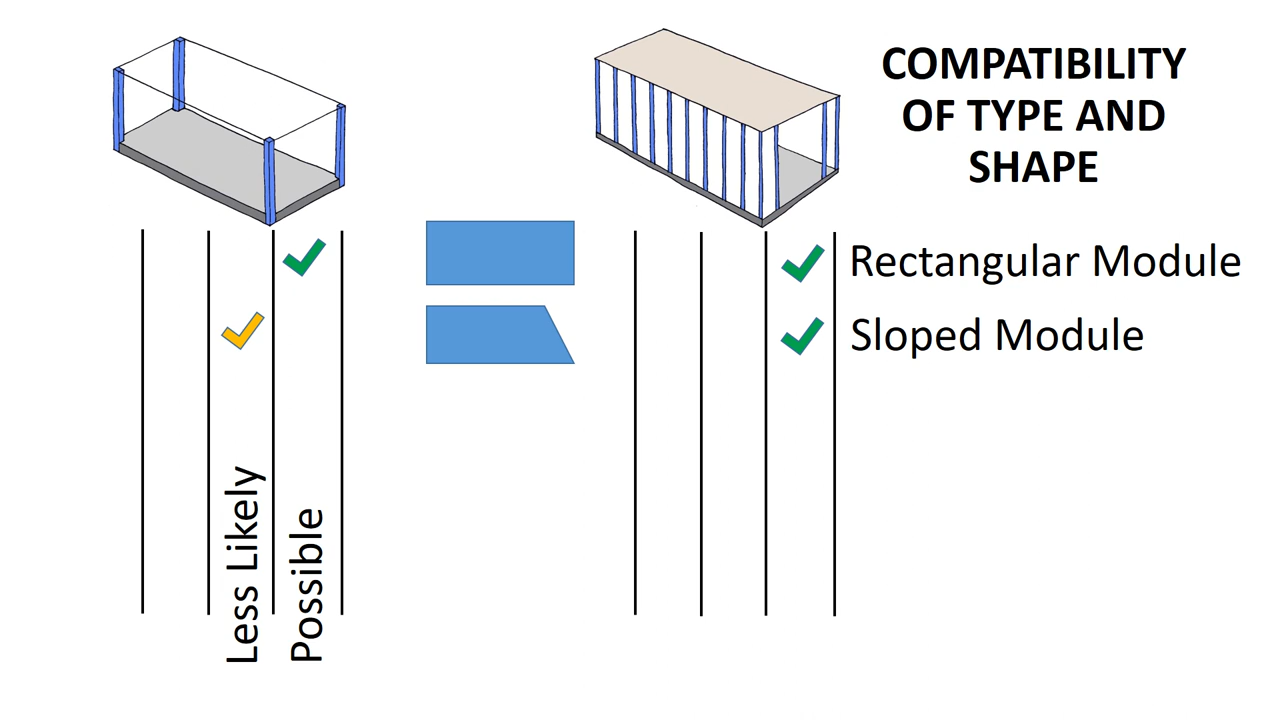 COMPATIBILITY
OF TYPE AND
SHAPE
Rectangular Module
Sloped Module
Less Likely
Possible